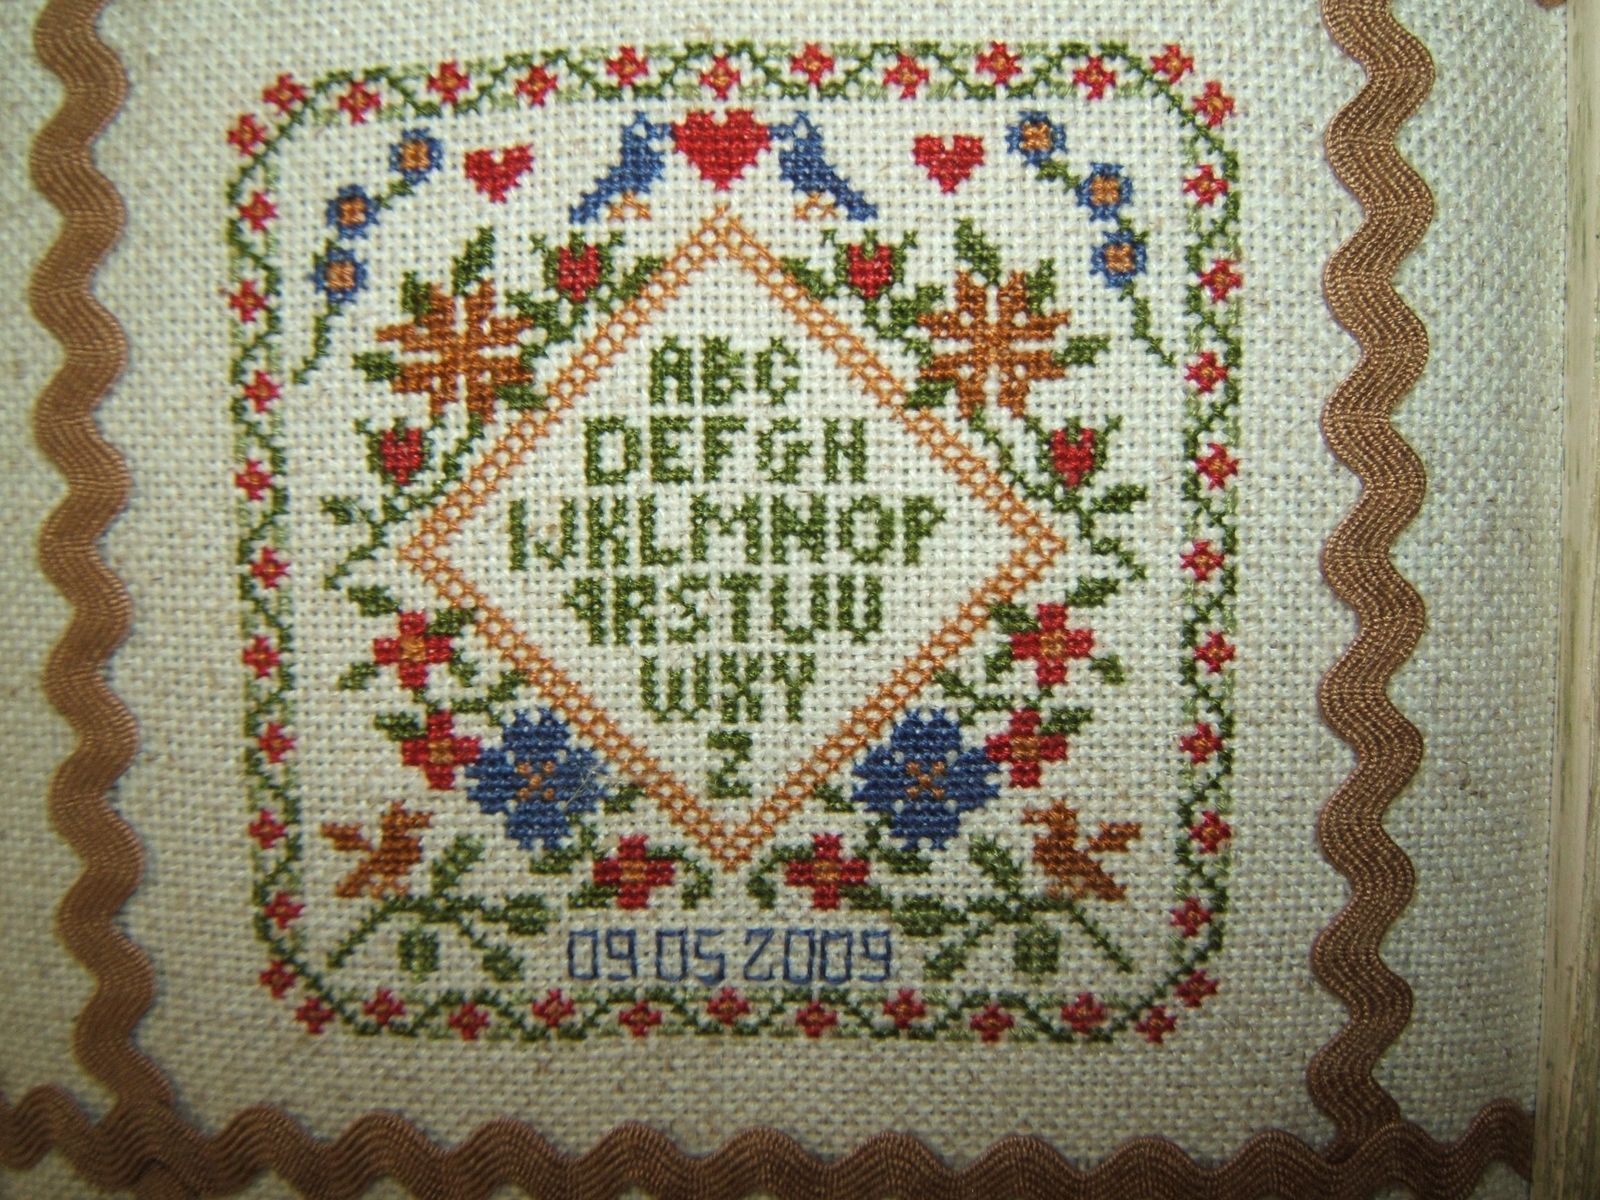 ABC
DEFGH
IJKLMNOP
QRSTUV
WXY
Z
09 05 2009